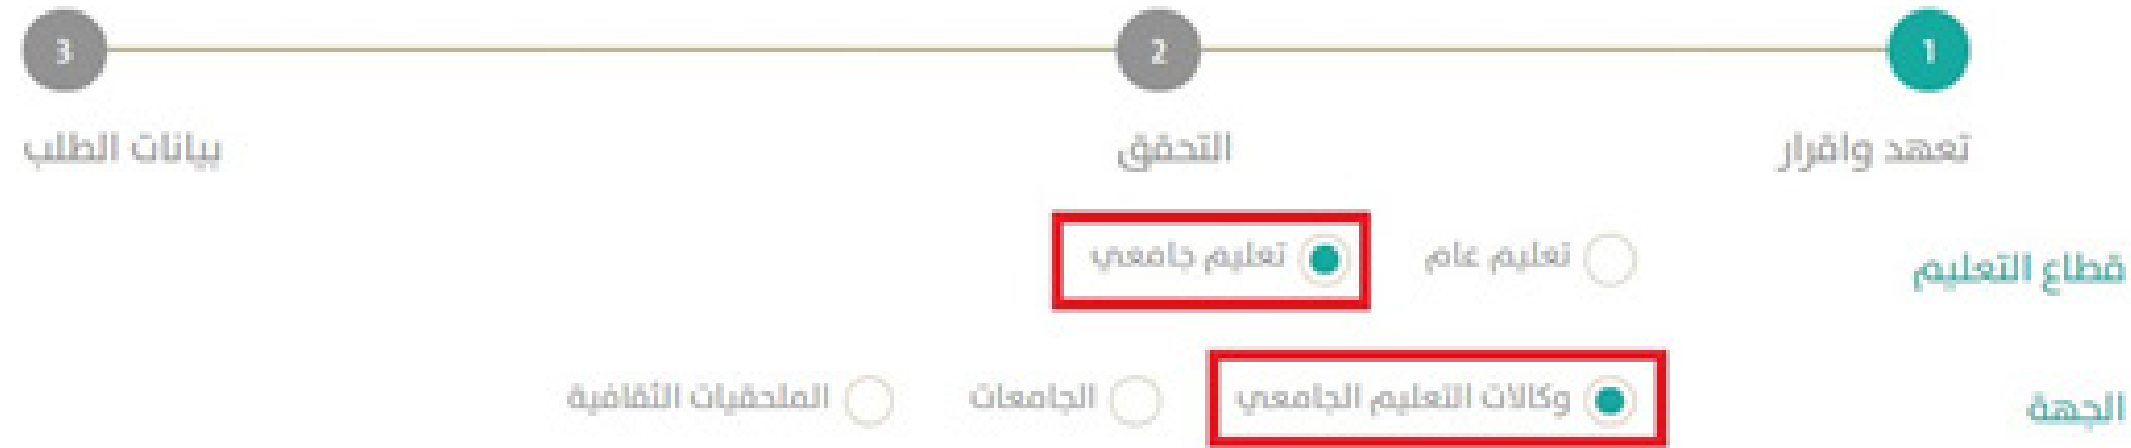 1 2 3
تعهد واقرار التحقق بيانات الطلب
قطاع التعليم تعليم عام تعليم جامعي
الجهة وكالات التعليم الجامعي الجامعات الملحقيات الثقافية